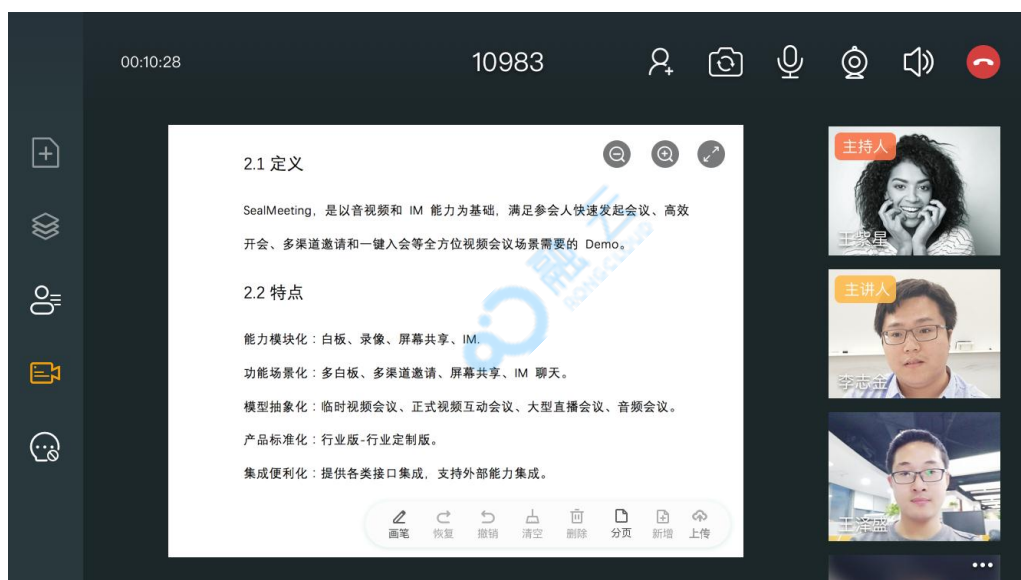 00:10:28
10983
2.1 定义
SealMeeting，是以音视频和 IM 能力为基础，满足参会人快速发起会议、高效
开会、多渠道邀请和一键入会等全方位视频会议场景需要的 Demo。
2.2 特点
能力模块化：白板、录像、屏幕共享、IM.
功能场景化：多白板、多渠道邀请、屏幕共享、IM 聊天。
模型抽象化：临时视频会议、正式视频互动会议、大型直播会议、音频会议。
产品标准化：行业版-行业定制版。
集成便利化：提供各类接口集成，支持外部能力集成。
融云
RONGCLOUD
画笔 恢复 撤销 清空 删除 分页 新增 上传
主持人
王紫星
主讲人
李志金
王泽盛